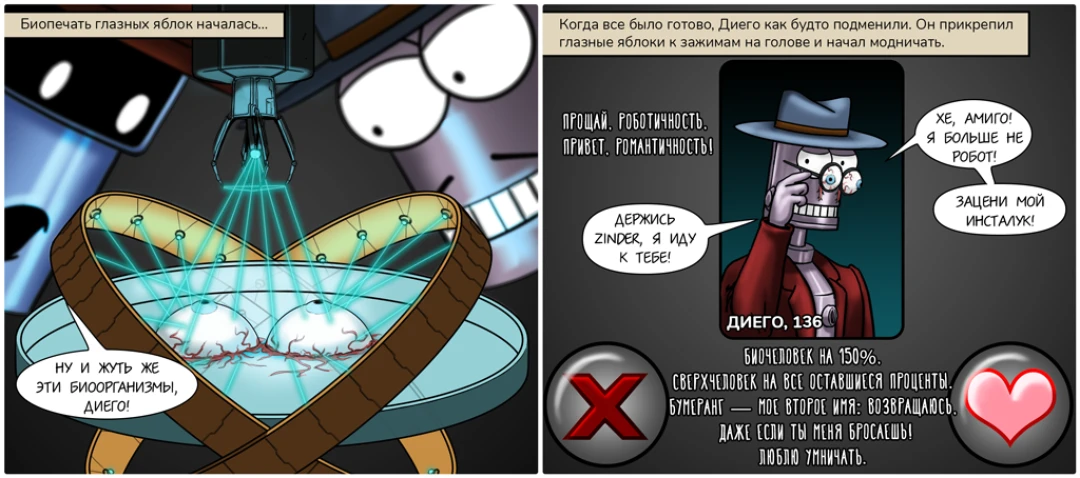 Биопечать глазных яблок началась...
НУ И ЖУТЬ ЖЕ
ЭТИ БИООРГАНИЗМЫ,
ДИЕГО!
Когда все было готово, Диего как будто подменили. Он прикрепил
глазные яблоки к зажимам на голове и начал модничать.
ПРОЩАЙ, РОБОТИЧНОСТЬ,
ПРИВЕТ, РОМАНТИЧНОСТЬ!
ХЕ, АМИГО!
Я БОЛЬШЕ НЕ
РОБОТ!
ЗАЦЕНИ МОЙ
ИНСТАЛУК!
ДЕРЖИСЬ
ZINDER, Я ИДУ
К ТЕБЕ!
ДИЕГО, 136
БИОЧЕЛОВЕК НА 150%.
СВЕРХЧЕЛОВЕК НА ВСЕ ОСТАВШИЕСЯ ПРОЦЕНТЫ.
БУМЕРАНГ — МОЕ ВТОРОЕ ИМЯ: ВОЗВРАЩАЮСЬ,
ДАЖЕ ЕСЛИ ТЫ МЕНЯ БРОСАЕШЬ!
ЛЮБЛЮ УМНИЧАТЬ.